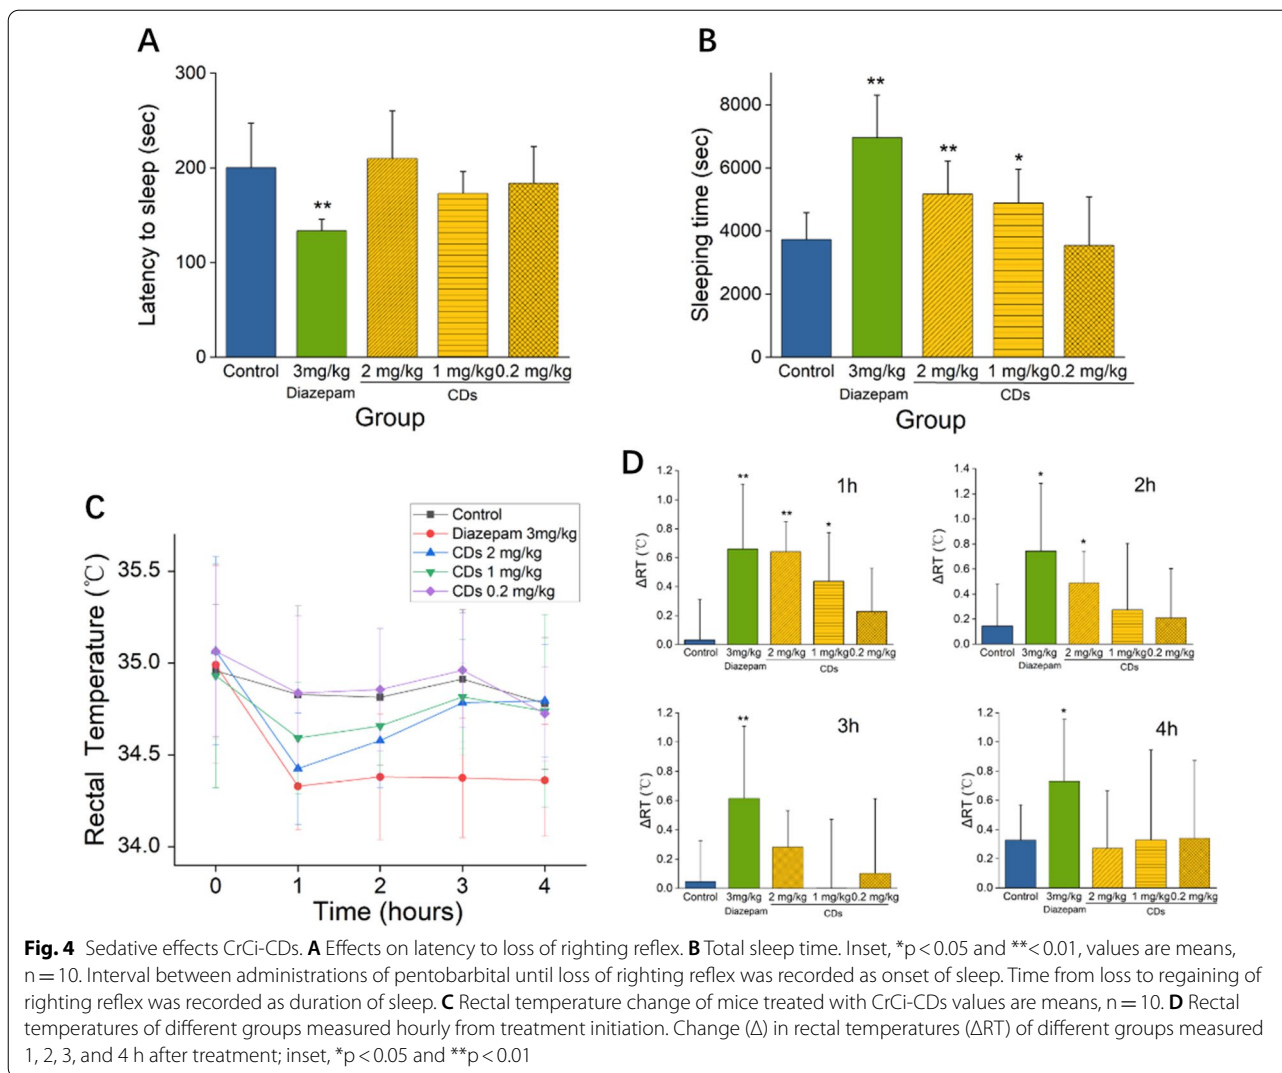 A
300
200
100
0
Latency to sleep (sec)
**
Control
3mg/kg
2 mg/kg
1 mg/kg
0.2 mg/kg
Diazepam
CDs
Group
B
8000
6000
4000
2000
0
Sleeping time (sec)
**
**
*
Control
3mg/kg
2 mg/kg
1 mg/kg
0.2 mg/kg
Diazepam
CDs
Group
C
Control
Diazepam 3mg/kg
CDs 2 mg/kg
CDs 1 mg/kg
CDs 0.2 mg/kg
35.5
35.0
34.5
34.0
Rectal Temperature (℃)
0 1 2 3 4
Time (hours)
D
1h
1.2
1.0
0.8
0.6
0.4
0.2
0.0
ΔRT (℃)
**
**
*
Control
3mg/kg
2 mg/kg
1 mg/kg
0.2 mg/kg
Diazepam
CDs
2h
1.4
1.2
1.0
0.8
0.6
0.4
0.2
0.0
ΔRT (℃)
*
*
Control
3mg/kg
2 mg/kg
1 mg/kg
0.2 mg/kg
Diazepam
CDs
3h
1.2
1.0
0.8
0.6
0.4
0.2
0.0
ΔRT (℃)
**
Control
3mg/kg
2 mg/kg
1 mg/kg
0.2 mg/kg
Diazepam
CDs
4h
1.2
1.0
0.8
0.6
0.4
0.2
0.0
ΔRT (℃)
*
Control
3mg/kg
2 mg/kg
1 mg/kg
0.2 mg/kg
Diazepam
CDs
Fig. 4 Sedative effects CrCi-CDs. A Effects on latency to loss of righting reflex. B Total sleep time. Inset, *p < 0.05 and **< 0.01, values are means,
n = 10. Interval between administrations of pentobarbital until loss of righting reflex was recorded as onset of sleep. Time from loss to regaining of
righting reflex was recorded as duration of sleep. C Rectal temperature change of mice treated with CrCi-CDs values are means, n = 10. D Rectal
temperatures of different groups measured hourly from treatment initiation. Change (Δ) in rectal temperatures (ΔRT) of different groups measured
1, 2, 3, and 4 h after treatment; inset, *p < 0.05 and **p < 0.01